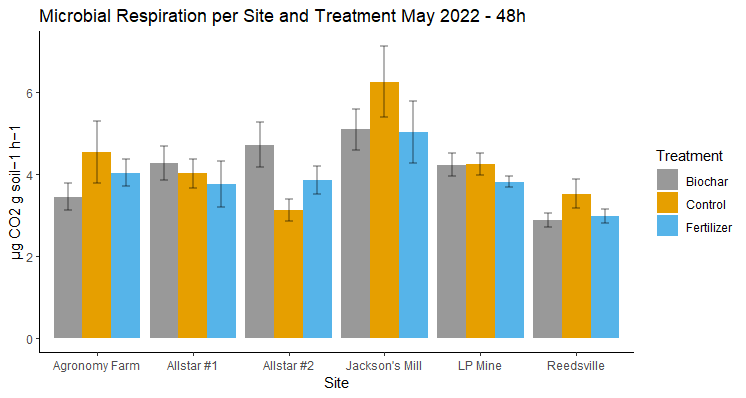 Microbial Respiration per Site and Treatment May 2022 - 48h
µg CO2 g soil−1 h−1
6
4
2
0
Agronomy Farm Allstar #1 Allstar #2 Jackson's Mill LP Mine Reedsville
Site
Treatment
Biochar
Control
Fertilizer